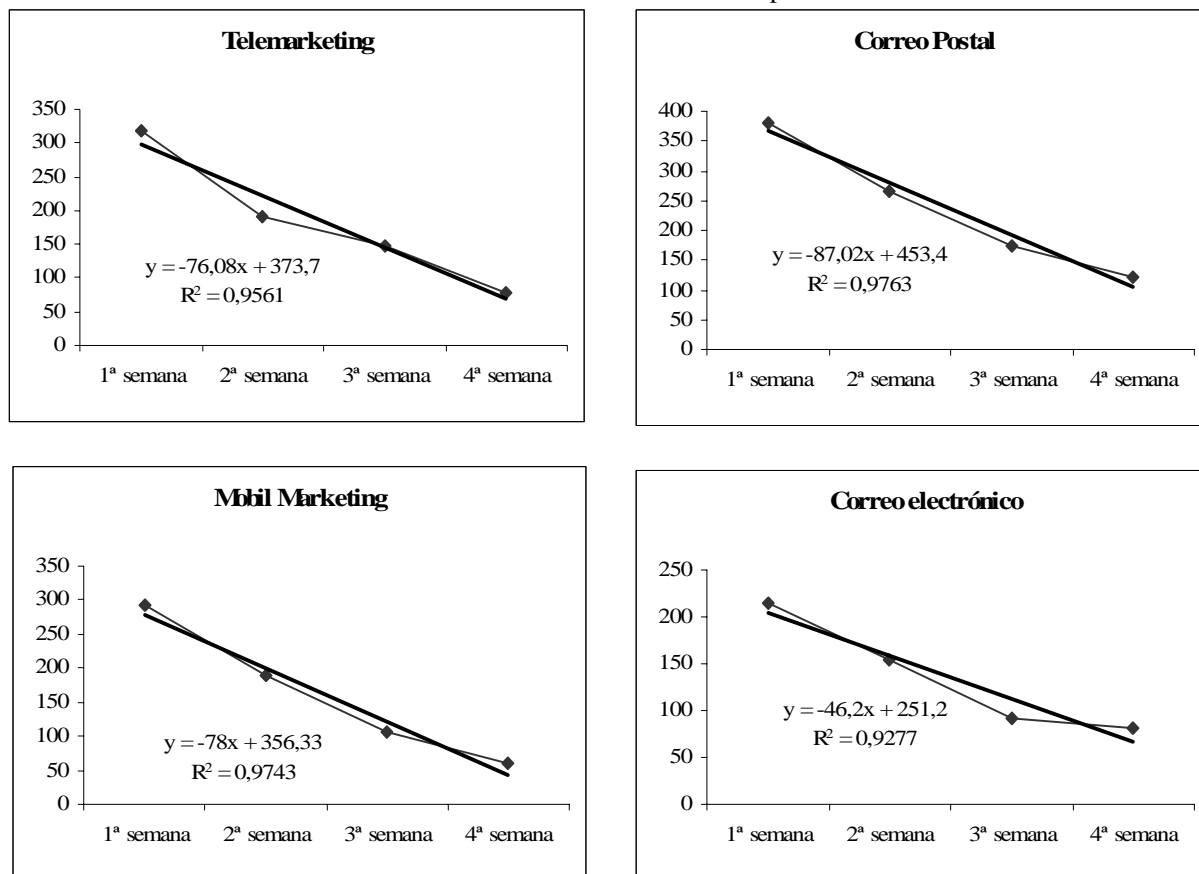 Telemarketing
350
300
250
200
150
100
50
0
y = -76,08x + 373,7
R² = 0,9561
1ª semana 2ª semana 3ª semana 4ª semana
Correo Postal
400
350
300
250
200
150
100
50
0
y = -87,02x + 453,4
R² = 0,9763
1ª semana 2ª semana 3ª semana 4ª semana
Mobil Marketing
350
300
250
200
150
100
50
0
y = -78x + 356,33
R² = 0,9743
1ª semana 2ª semana 3ª semana 4ª semana
Correo electrónico
250
200
150
100
50
0
y = -46,2x + 251,2
R² = 0,9277
1ª semana 2ª semana 3ª semana 4ª semana